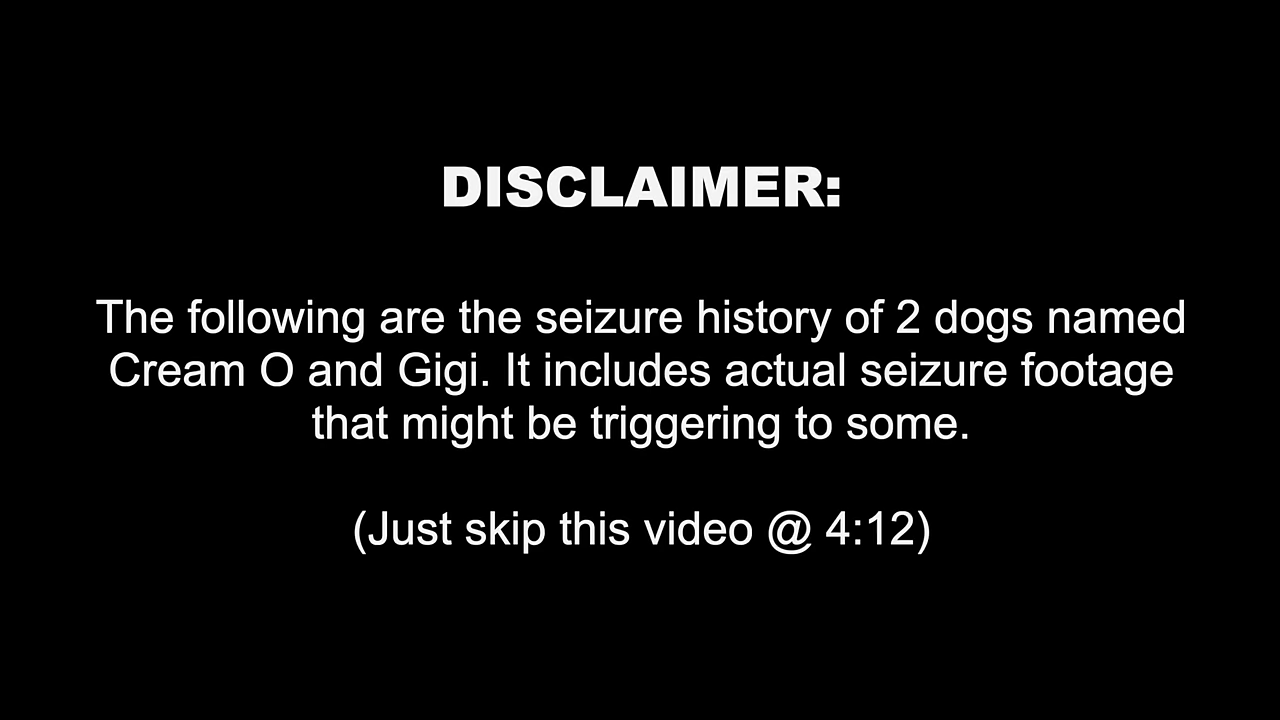 DISCLAIMER:
The following are the seizure history of 2 dogs named
Cream O and Gigi. It includes actual seizure footage
that might be triggering to some.
(Just skip this video @ 4:12)